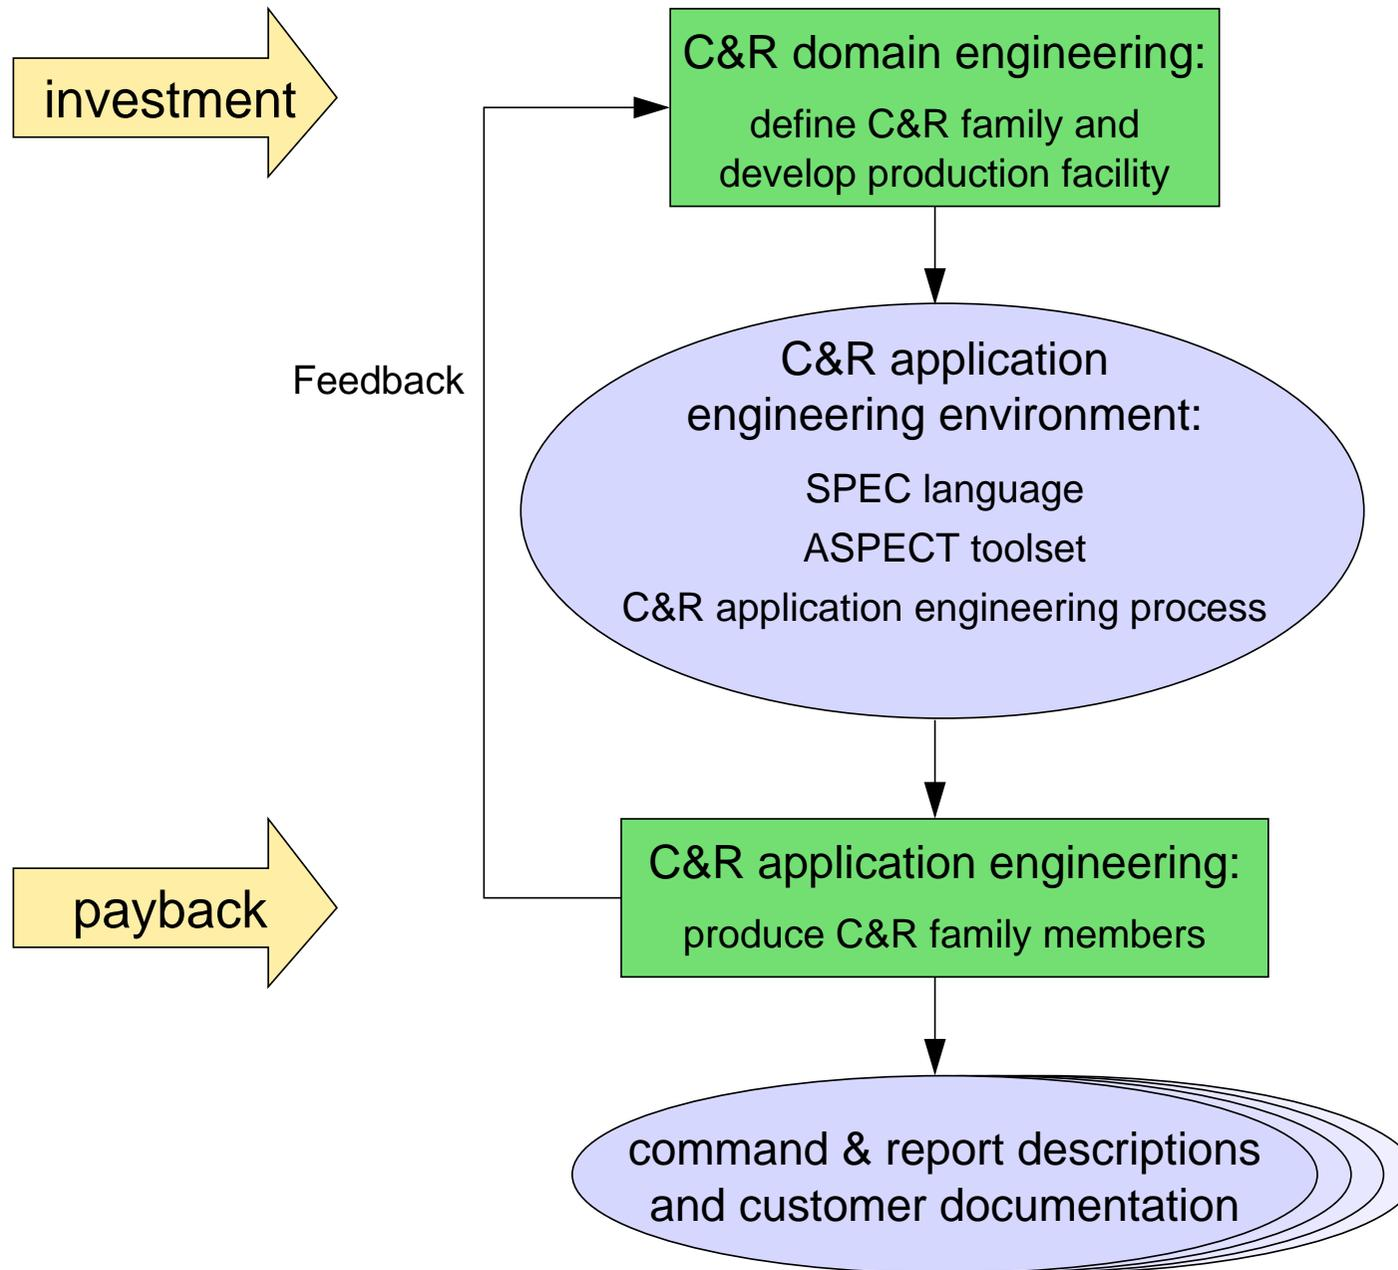 investment
C&R domain engineering:
define C&R family and
develop production facility
Feedback
C&R application
engineering environment:
SPEC language
ASPECT toolset
C&R application engineering process
payback
C&R application engineering:
produce C&R family members
command & report descriptions
and customer documentation